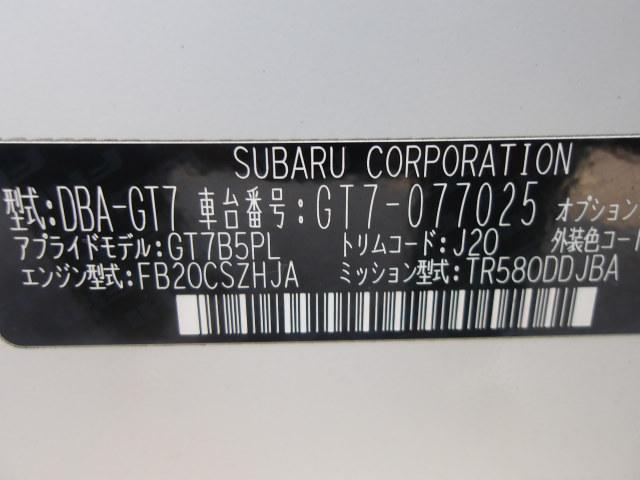 SUBARU CORPORATION
型式:DBA-GT7 車台番号:GT7-077025 オプション
アプライドモデル:GT7B5PL トリムコード:J20 外装色コート
エンジン型式:FB20CSZHJA ミッション型式:TR580DDJBA